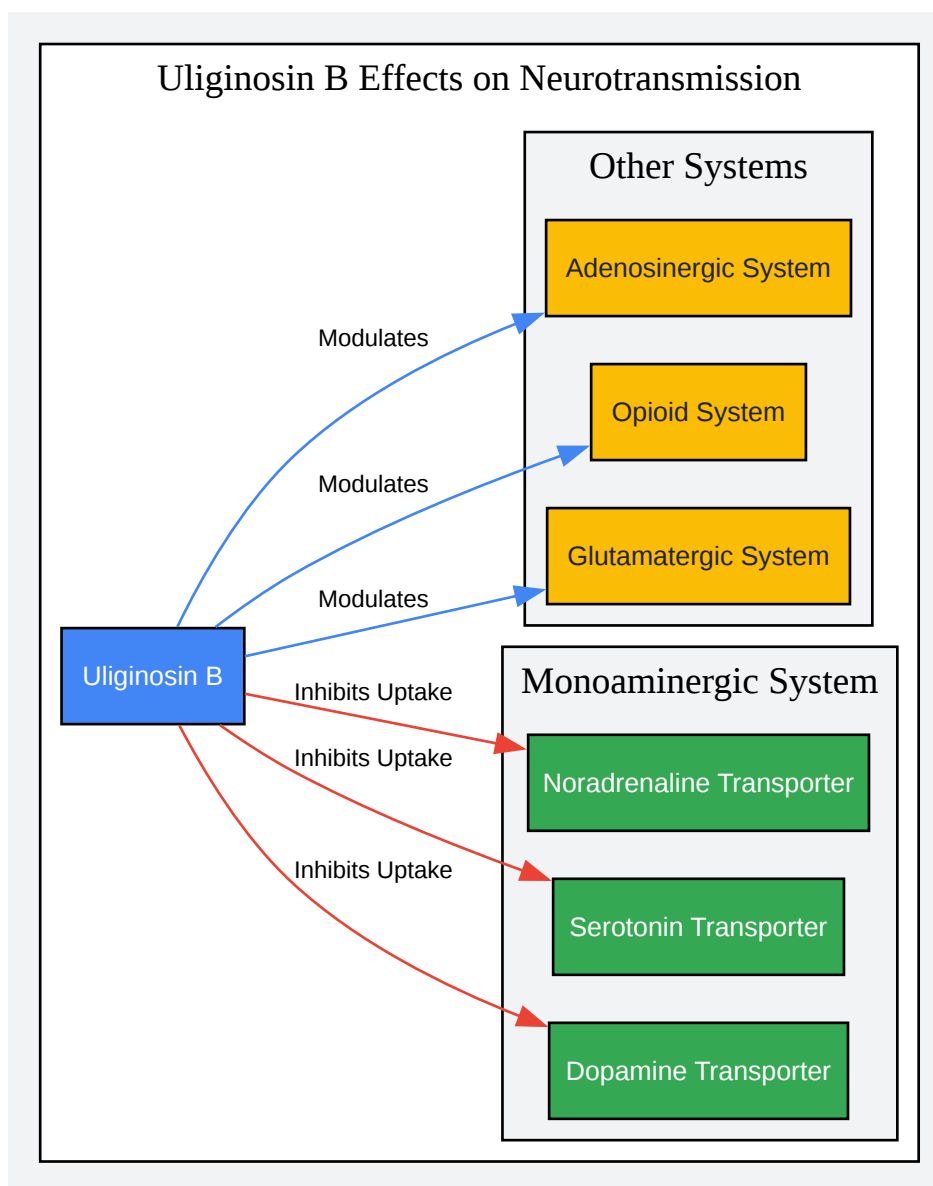 Uliginosin B Effects on Neurotransmission
Other Systems
Adenosinergic System
Modulates
Opioid System
Modulates
Glutamatergic System
Modulates
Uliginosin B
Monoaminergic System
Inhibits Uptake
Noradrenaline Transporter
Inhibits Uptake
Serotonin Transporter
Inhibits Uptake
Dopamine Transporter